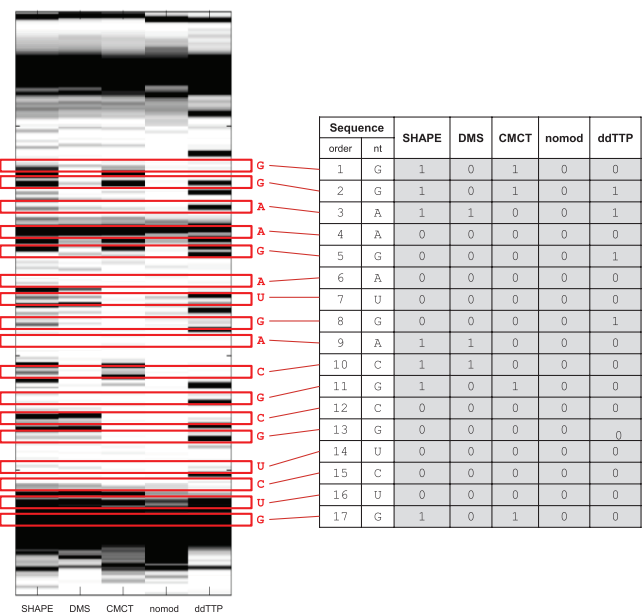 G
G
A
A
G
A
U
G
A
C
G
C
G
U
C
U
G
SHAPE DMS CMCT nomod ddTTP
Sequence SHAPE DMS CMCT nomod ddTTP
order nt
1 G 1 0 1 0 0
2 G 1 0 1 0 1
3 A 1 1 0 0 1
4 A 0 0 0 0 0
5 G 0 0 0 0 1
6 A 0 0 0 0 0
7 U 0 0 0 0 0
8 G 0 0 0 0 1
9 A 1 1 0 0 0
10 C 1 1 0 0 0
11 G 1 0 1 0 0
12 C 0 0 0 0 0
13 G 0 0 0 0 0
14 U 0 0 0 0 0
15 C 0 0 0 0 0
16 U 0 0 0 0 0
17 G 1 0 1 0 0